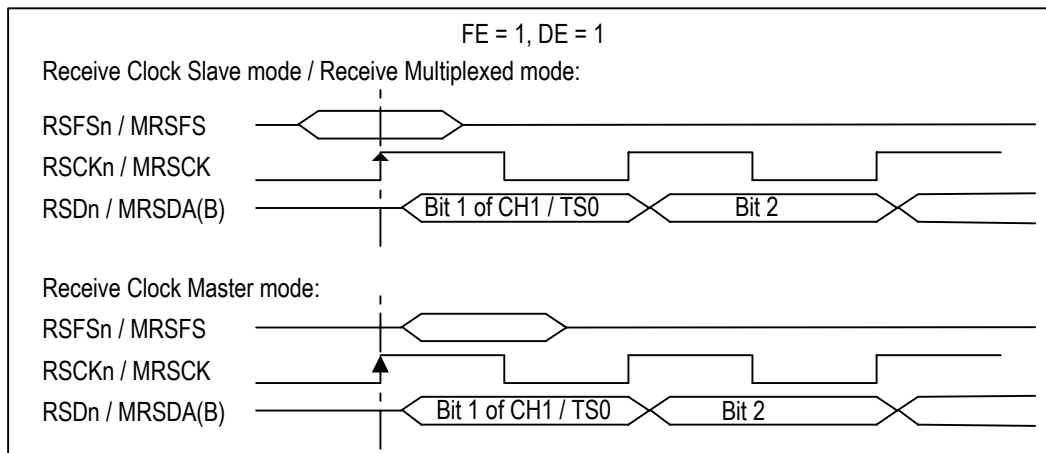 FE = 1, DE = 1
Receive Clock Slave mode / Receive Multiplexed mode:
RSFSn / MRSFS
RSCKn / MRSCK
RSDn / MRSDA(B)
Bit 1 of CH1 / TS0
Bit 2
Receive Clock Master mode:
RSFSn / MRSFS
RSCKn / MRSCK
RSDn / MRSDA(B)
Bit 1 of CH1 / TS0
Bit 2